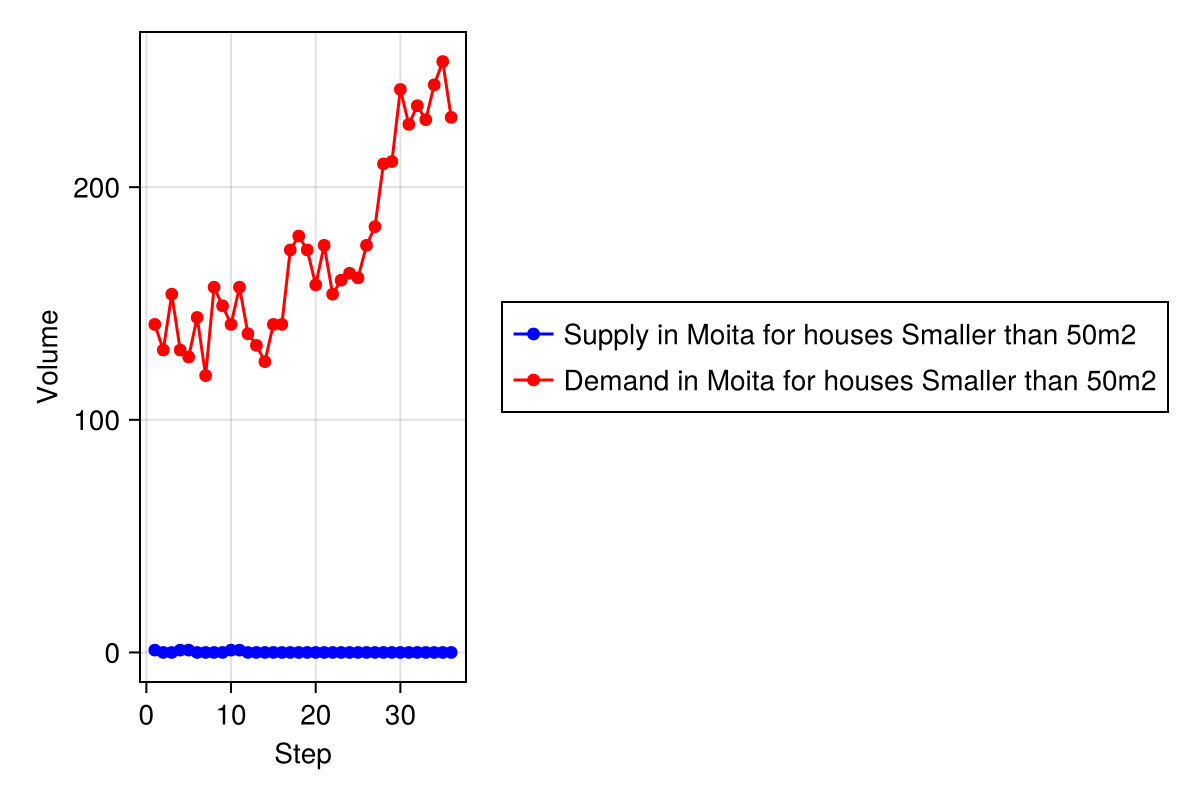 Volume
200
100
0
0 10 20 30
Step
Supply in Moita for houses Smaller than 50m2
Demand in Moita for houses Smaller than 50m2